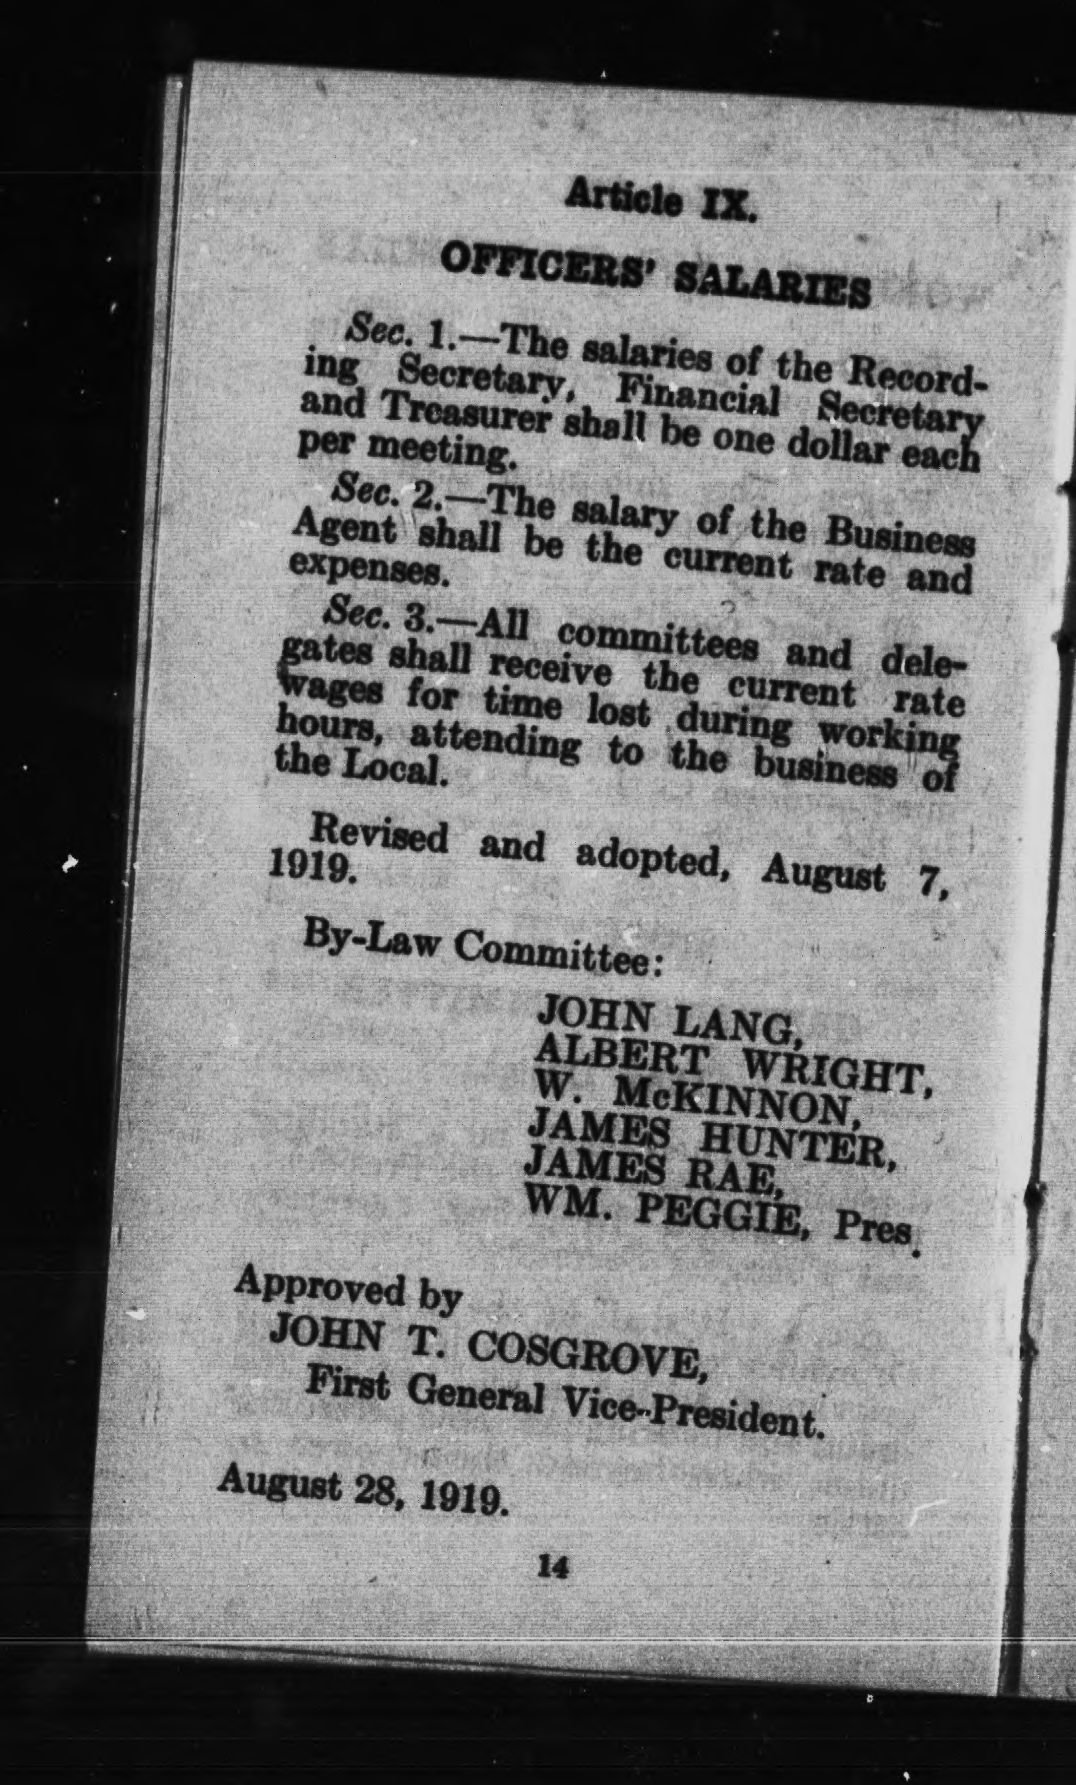 Article IX.
OFFICERS' SALARIES
Sec. 1.—The salaries of the Record-
ing Secretary, Financial Secretary
and Treasurer shall be one dollar each
per meeting.
Sec. 2.—The salary of the Business
Agent shall be the current rate and
expenses.
Sec. 3.—All committees and dele-
gates shall receive the current rate
wages for time lost during working
hours, attending to the business of
the Local.
Revised and adopted, August 7,
1919.
By-Law Committee:
JOHN LANG,
ALBERT WRIGHT,
W. McKINNON,
JAMES HUNTER,
JAMES RAE,
WM. PEGGIE, Pres.
Approved by
JOHN T. COSGROVE,
First General Vice-President.
August 28, 1919.
14